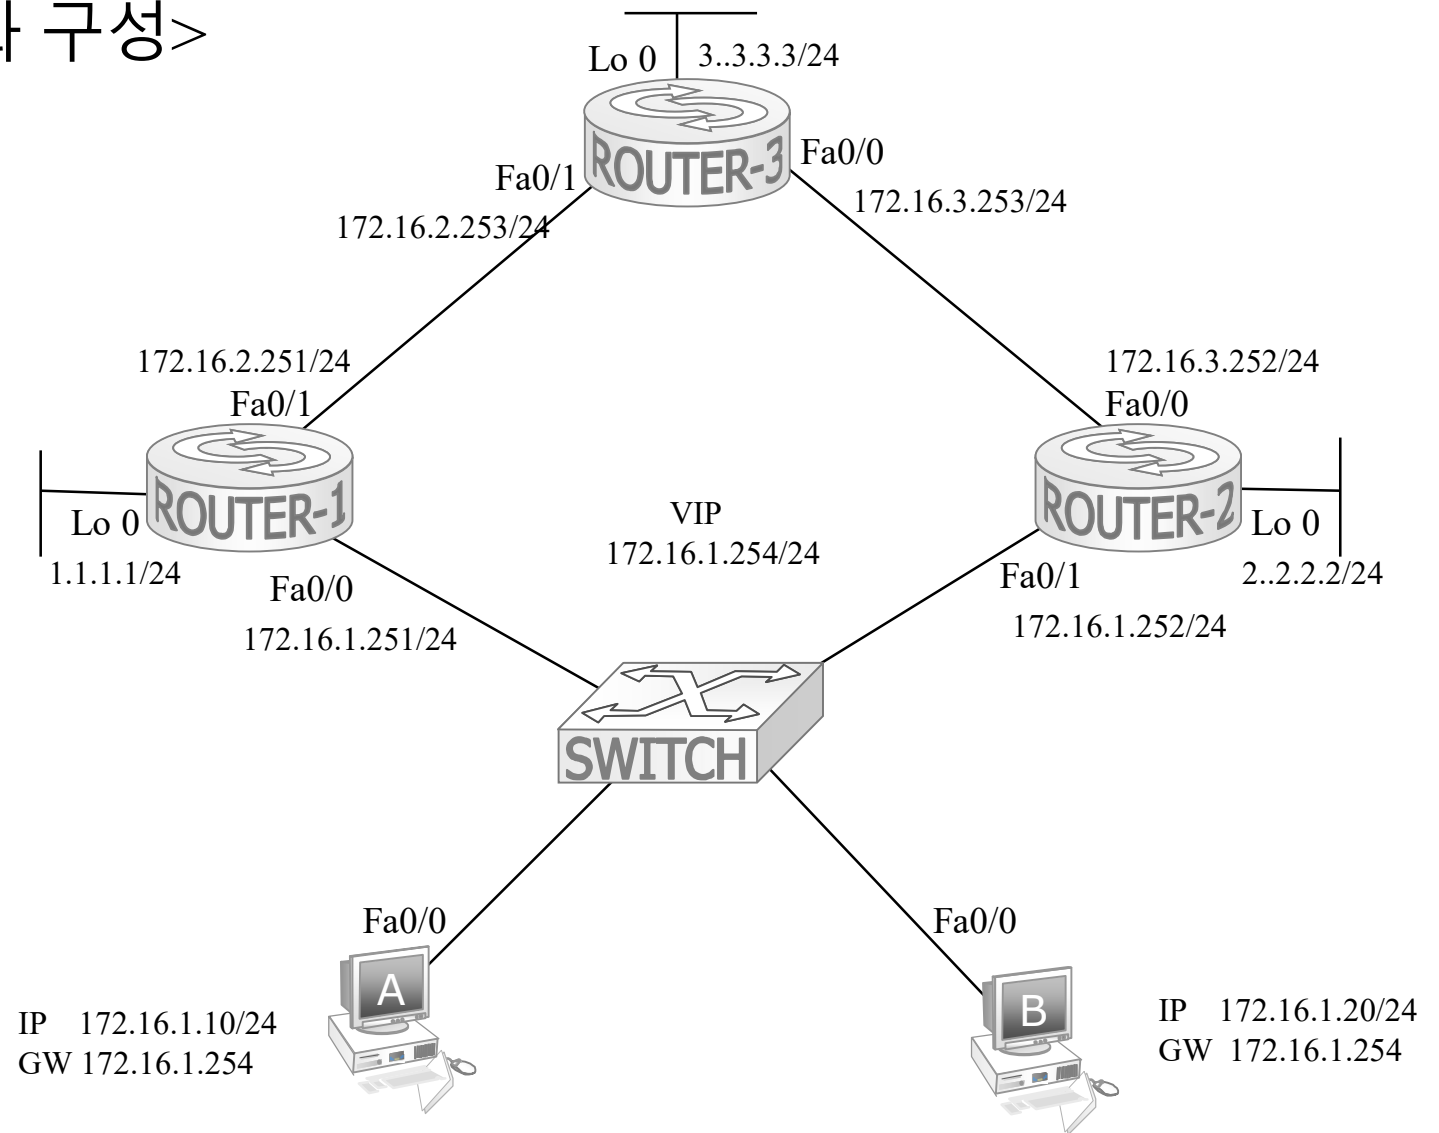 구성>
Lo 0
3..3.3.3/24
ROUTER-3
Fa0/1
Fa0/0
172.16.2.253/24
172.16.3.253/24
172.16.2.251/24
Fa0/1
172.16.3.252/24
Fa0/0
ROUTER-1
ROUTER-2
Lo 0
1.1.1.1/24
Lo 0
2..2.2.2/24
VIP
172.16.1.254/24
Fa0/0
172.16.1.251/24
Fa0/1
172.16.1.252/24
SWITCH
Fa0/0
Fa0/0
A
B
IP 172.16.1.10/24
GW 172.16.1.254
IP 172.16.1.20/24
GW 172.16.1.254